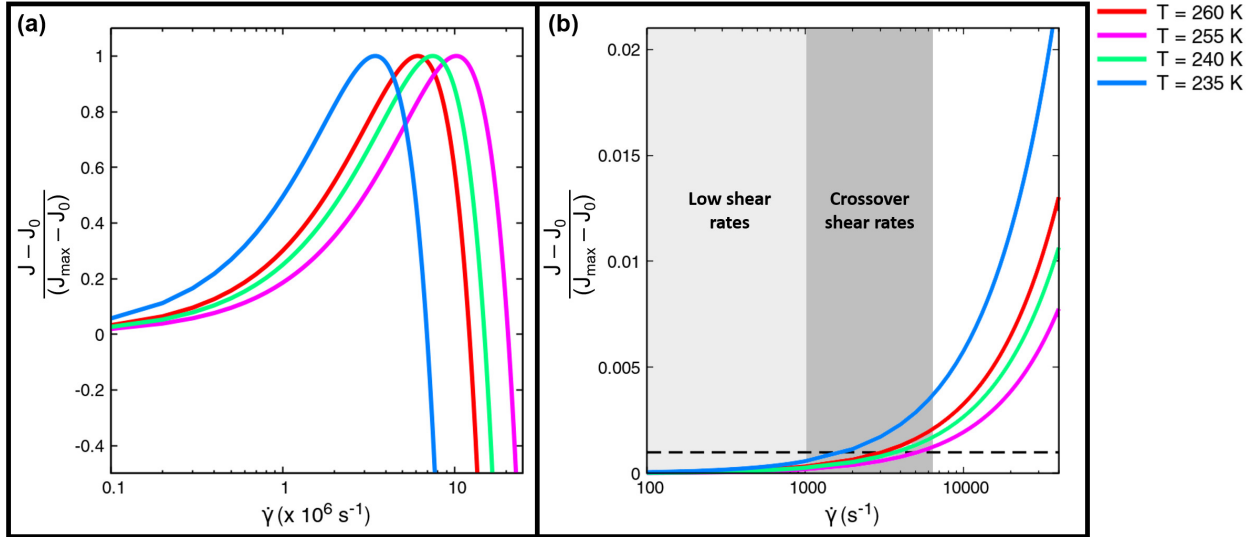 (a)
1
0.8
0.6
0.4
0.2
0
-0.2
-0.4
J − J0
(Jmax − J0)
0.1
1
10
γ̇ (x 10⁶ s⁻¹)
(b)
0.02
0.015
0.01
0.005
0
J − J0
(Jmax − J0)
Low shear
rates
Crossover
shear rates
100
1000
10000
γ̇ (s⁻¹)
T = 260 K
T = 255 K
T = 240 K
T = 235 K